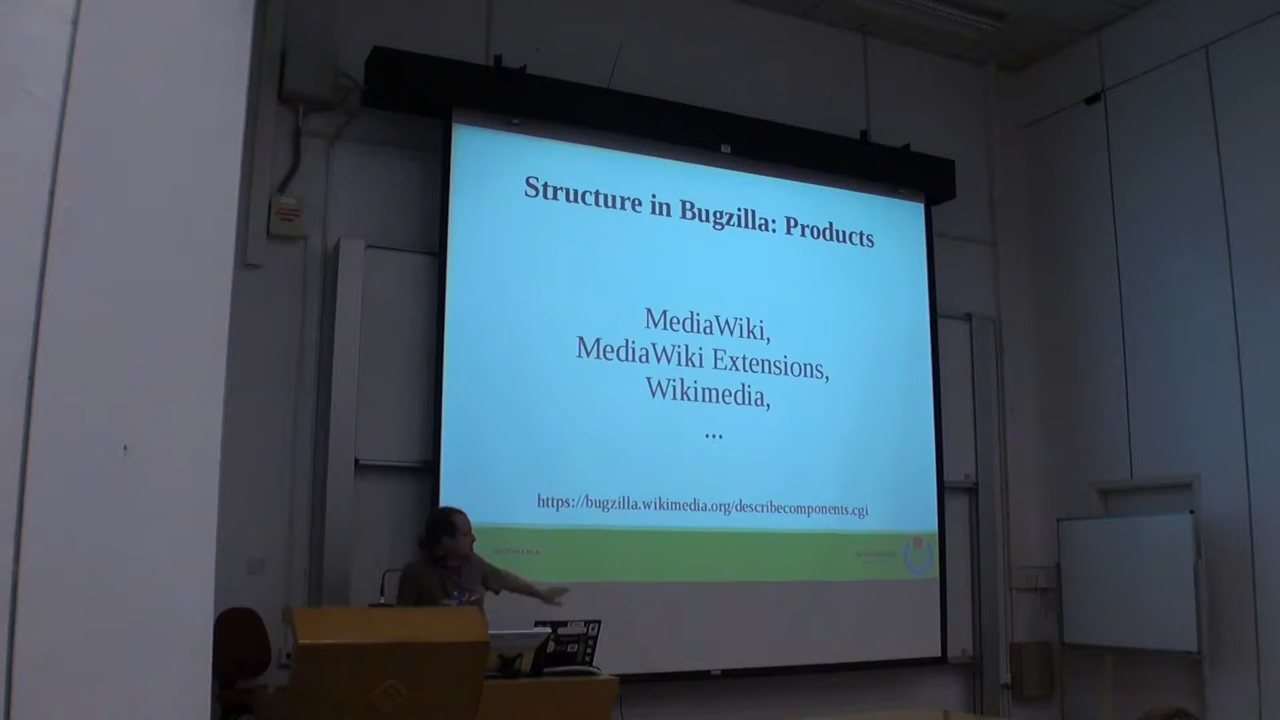 Structure in Bugzilla: Products
MediaWiki,
MediaWiki Extensions,
Wikimedia,
...
https://bugzilla.wikimedia.org/describecomponents.cgi